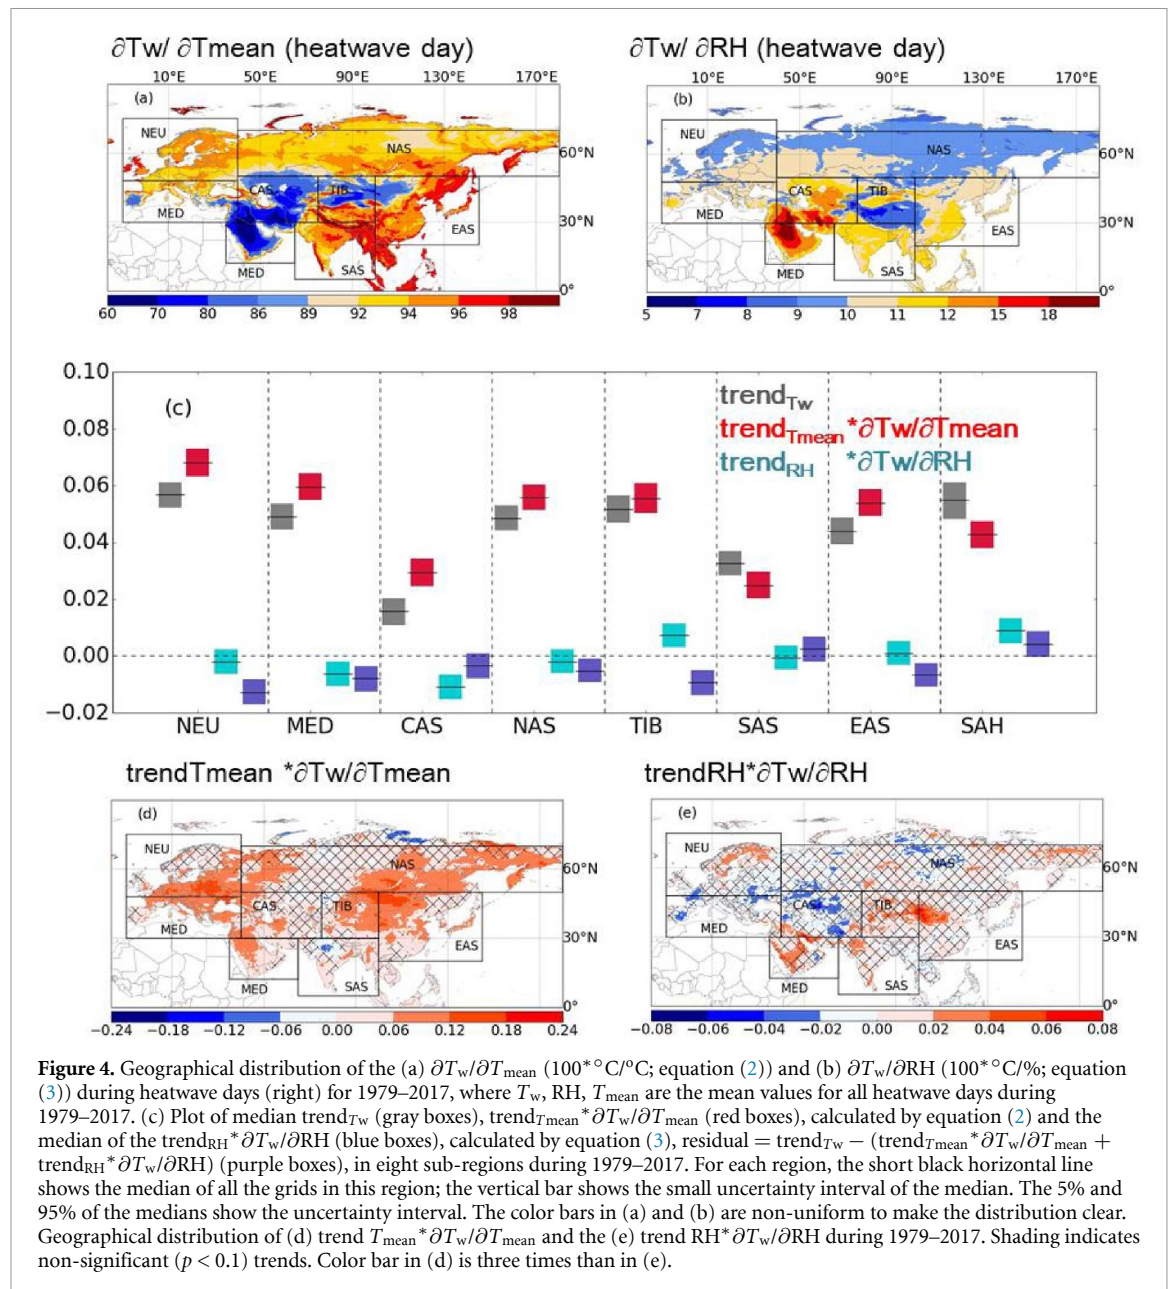 ∂Tw/ ∂Tmean (heatwave day)
∂Tw/ ∂RH (heatwave day)
10°E 50°E 90°E 130°E 170°E
10°E 50°E 90°E 130°E 170°E
(a)
NEU
NAS
CAS
TIB
MED
EAS
MED
SAS
60°N
30°N
0°
60 70 80 86 89 92 94 96 98
(b)
NEU
NAS
CAS
TIB
MED
EAS
MED
SAS
60°N
30°N
0°
5 7 8 9 10 11 12 15 18
(c)
trendTw
trendTmean *∂Tw/∂Tmean
trendRH *∂Tw/∂RH
0.10
0.08
0.06
0.04
0.02
0.00
−0.02
NEU MED CAS NAS TIB SAS EAS SAH
trendTmean *∂Tw/∂Tmean
trendRH*∂Tw/∂RH
(d)
NEU
NAS
CAS
TIB
MED
EAS
MED
SAS
60°N
30°N
0°
−0.24 −0.18 −0.12 −0.06 0.00 0.06 0.12 0.18 0.24
(e)
NEU
NAS
CAS
TIB
MED
EAS
MED
SAS
60°N
30°N
0°
−0.08 −0.06 −0.04 −0.02 0.00 0.02 0.04 0.06 0.08
Figure 4. Geographical distribution of the (a) ∂Tw/∂Tmean (100*°C/°C; equation (2)) and (b) ∂Tw/∂RH (100*°C/%; equation
(3)) during heatwave days (right) for 1979–2017, where Tw, RH, Tmean are the mean values for all heatwave days during
1979–2017. (c) Plot of median trendTw (gray boxes), trendTmean*∂Tw/∂Tmean (red boxes), calculated by equation (2) and the
median of the trendRH*∂Tw/∂RH (blue boxes), calculated by equation (3), residual = trendTw − (trendTmean*∂Tw/∂Tmean +
trendRH*∂Tw/∂RH) (purple boxes), in eight sub-regions during 1979–2017. For each region, the short black horizontal line
shows the median of all the grids in this region; the vertical bar shows the small uncertainty interval of the median. The 5% and
95% of the medians show the uncertainty interval. The color bars in (a) and (b) are non-uniform to make the distribution clear.
Geographical distribution of (d) trend Tmean*∂Tw/∂Tmean and the (e) trend RH*∂Tw/∂RH during 1979–2017. Shading indicates
non-significant (p < 0.1) trends. Color bar in (d) is three times than in (e).